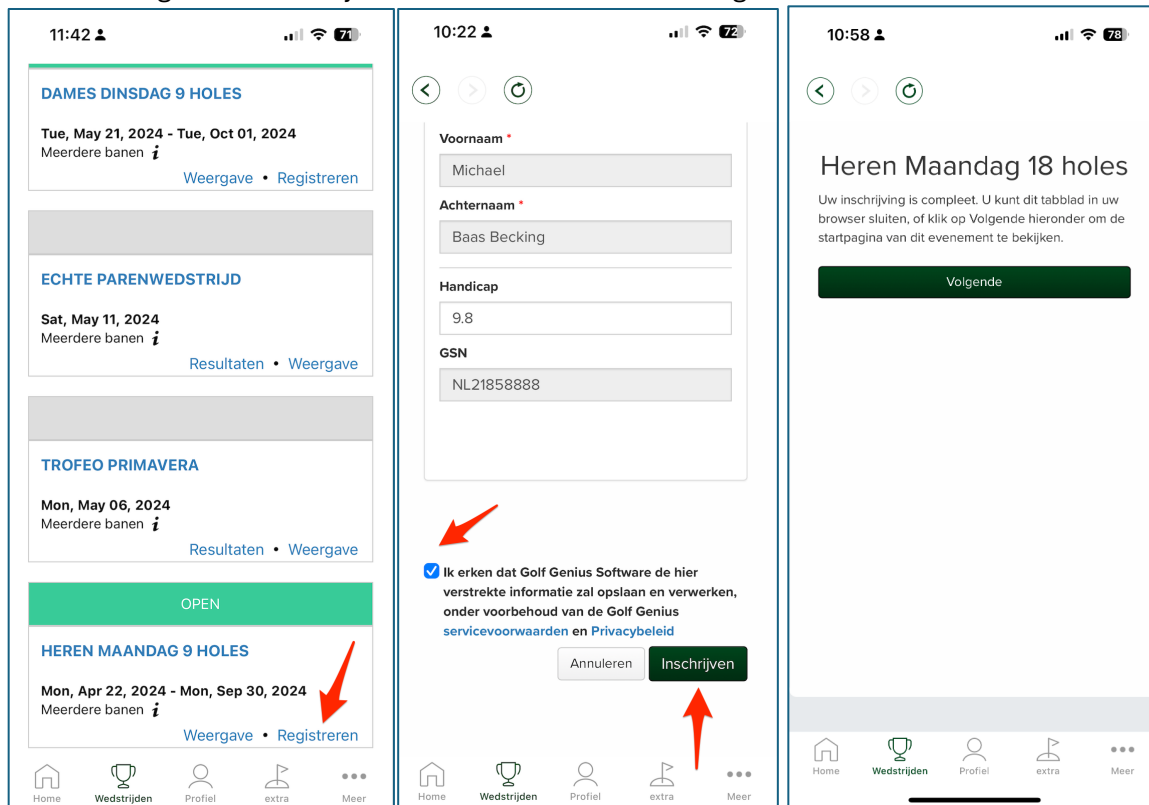 11:42
71
DAMES DINSDAG 9 HOLES
Tue, May 21, 2024 - Tue, Oct 01, 2024
Meerdere banen i
Weergave • Registreren
ECHTE PARENWEDSTRIJD
Sat, May 11, 2024
Meerdere banen i
Resultaten • Weergave
TROFEO PRIMAVERA
Mon, May 06, 2024
Meerdere banen i
Resultaten • Weergave
OPEN
HEREN MAANDAG 9 HOLES
Mon, Apr 22, 2024 - Mon, Sep 30, 2024
Meerdere banen i
Weergave • Registreren
Home Wedstrijden Profiel extra Meer
10:22
72
Voornaam *
Michael
Achternaam *
Baas Becking
Handicap
9.8
GSN
NL21858888
Ik erken dat Golf Genius Software de hier
verstrekte informatie zal opslaan en verwerken,
onder voorbehoud van de Golf Genius
servicevoorwaarden en Privacybeleid
Annuleren Inschrijven
Home Wedstrijden Profiel extra Meer
10:58
78
Heren Maandag 18 holes
Uw inschrijving is compleet. U kunt dit tabblad in uw
browser sluiten, of klik op Volgende hieronder om de
startpagina van dit evenement te bekijken.
Volgende
Home Wedstrijden Profiel extra Meer